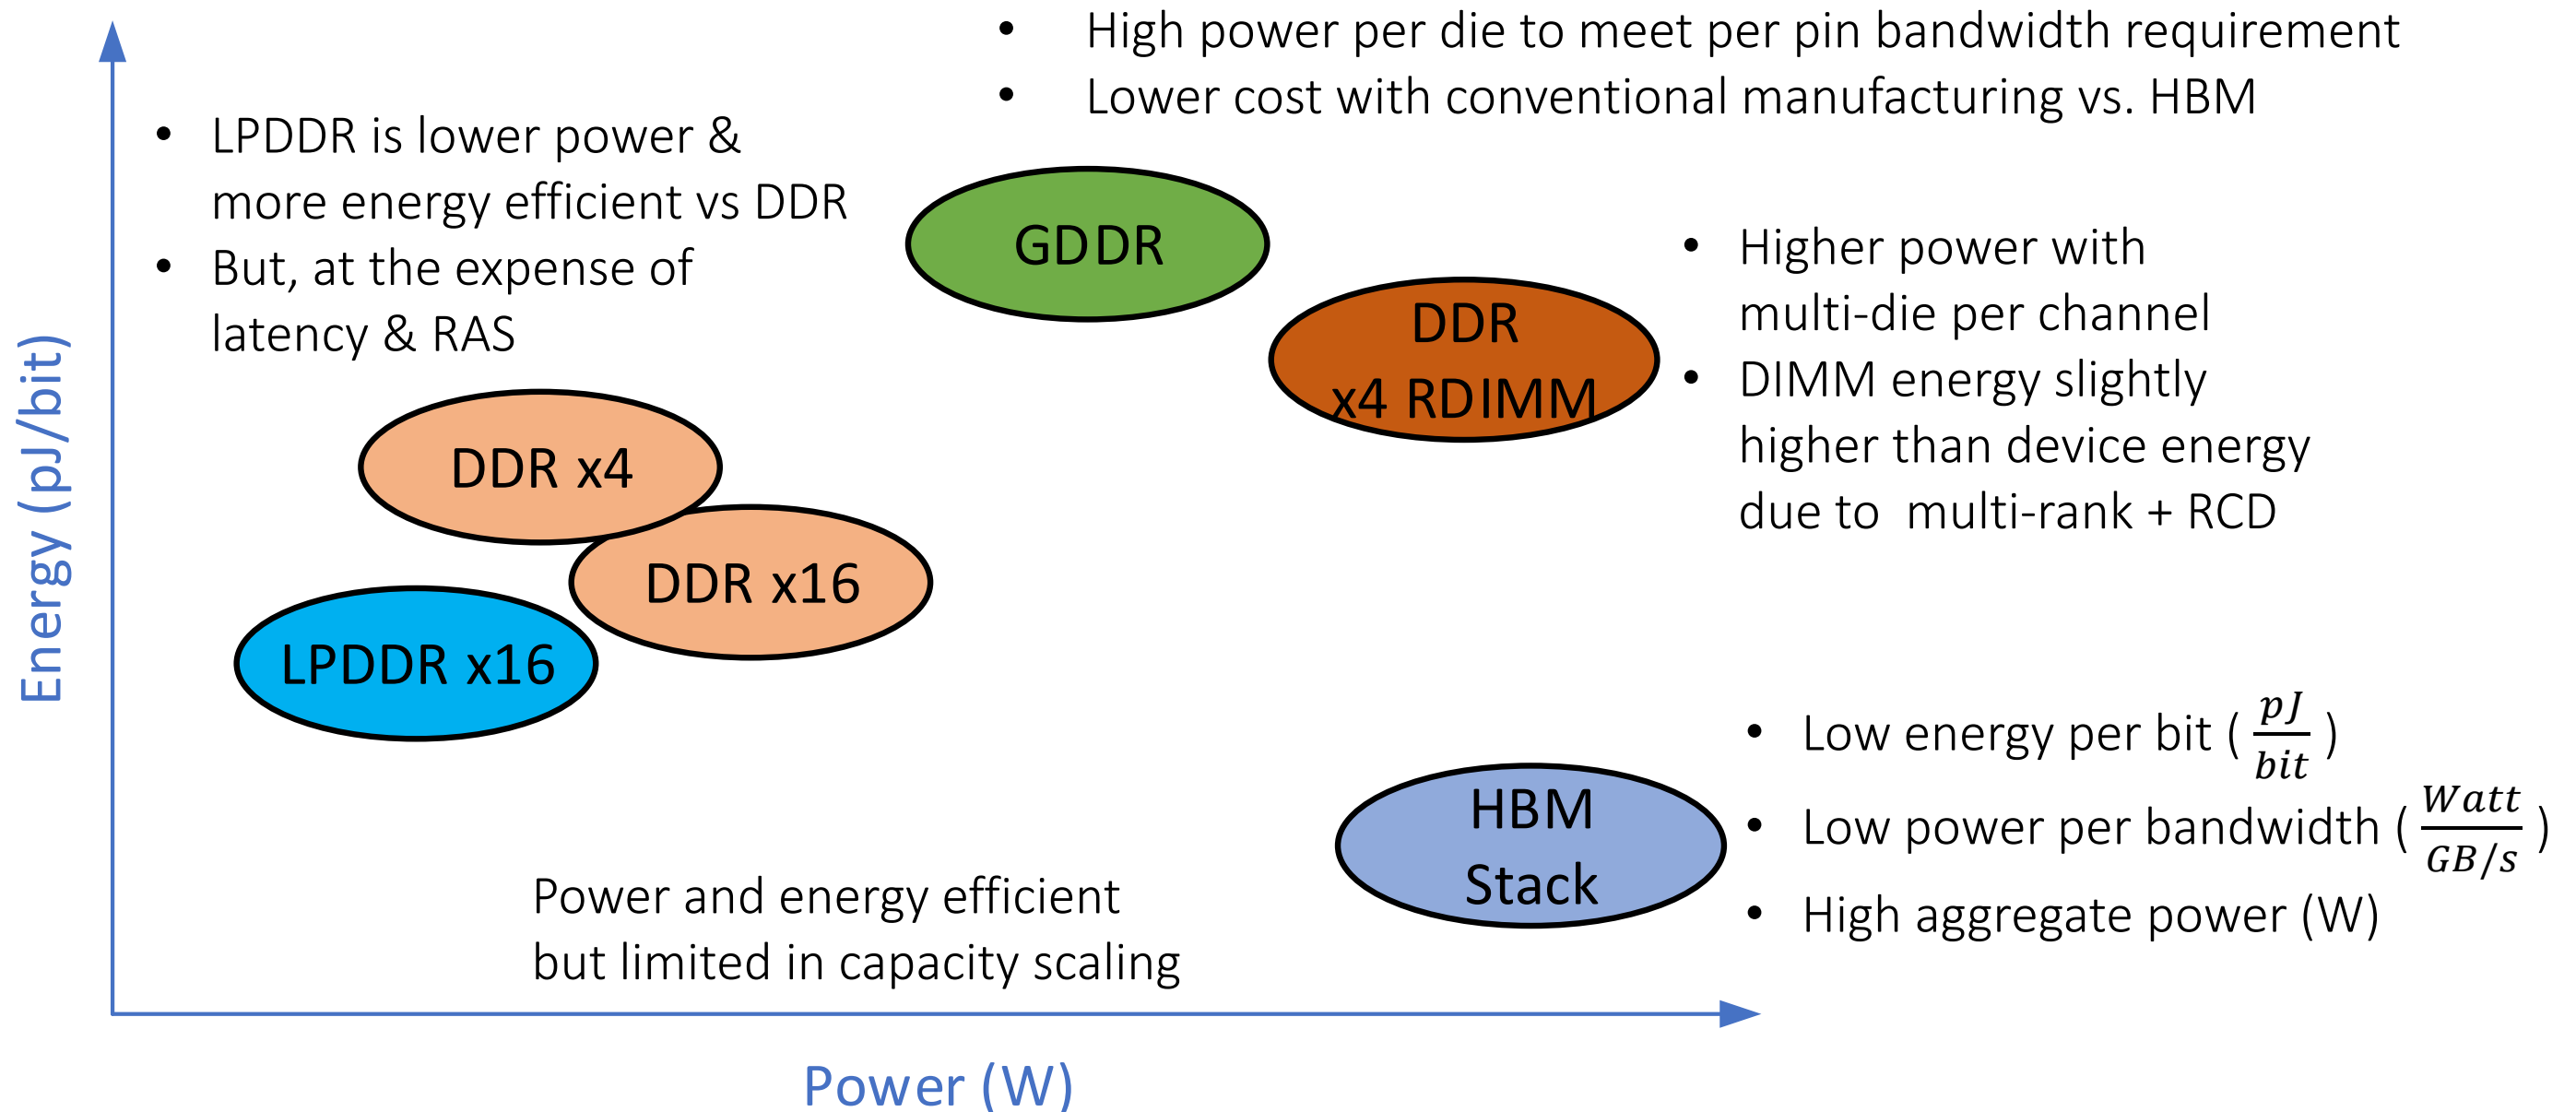 • High power per die to meet per pin bandwidth requirement
• Lower cost with conventional manufacturing vs. HBM
• LPDDR is lower power &
more energy efficient vs DDR
• But, at the expense of
latency & RAS
GDDR
• Higher power with
multi-die per channel
• DIMM energy slightly
higher than device energy
due to multi-rank + RCD
DDR
x4 RDIMM
DDR x4
DDR x16
LPDDR x16
Energy (pJ/bit)
• Low energy per bit ( pJ/bit )
• Low power per bandwidth ( Watt/GB/s )
• High aggregate power (W)
HBM
Stack
Power and energy efficient
but limited in capacity scaling
Power (W)